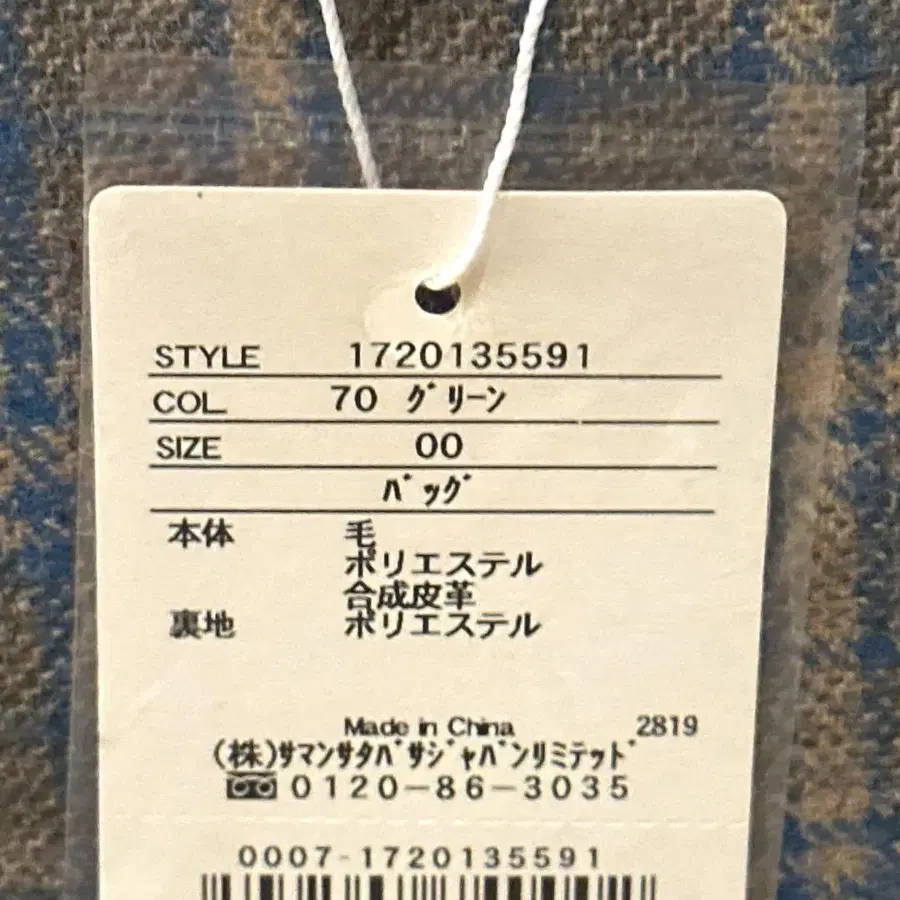 STYLE 1720135591
COL 70 グリーン
SIZE 00
バッグ
本体 毛
ポリエステル
合成皮革
裏地 ポリエステル
Made in China 2819
(株)サマンサタバサジャパンリミテッド
0120-86-3035
0007-1720135591